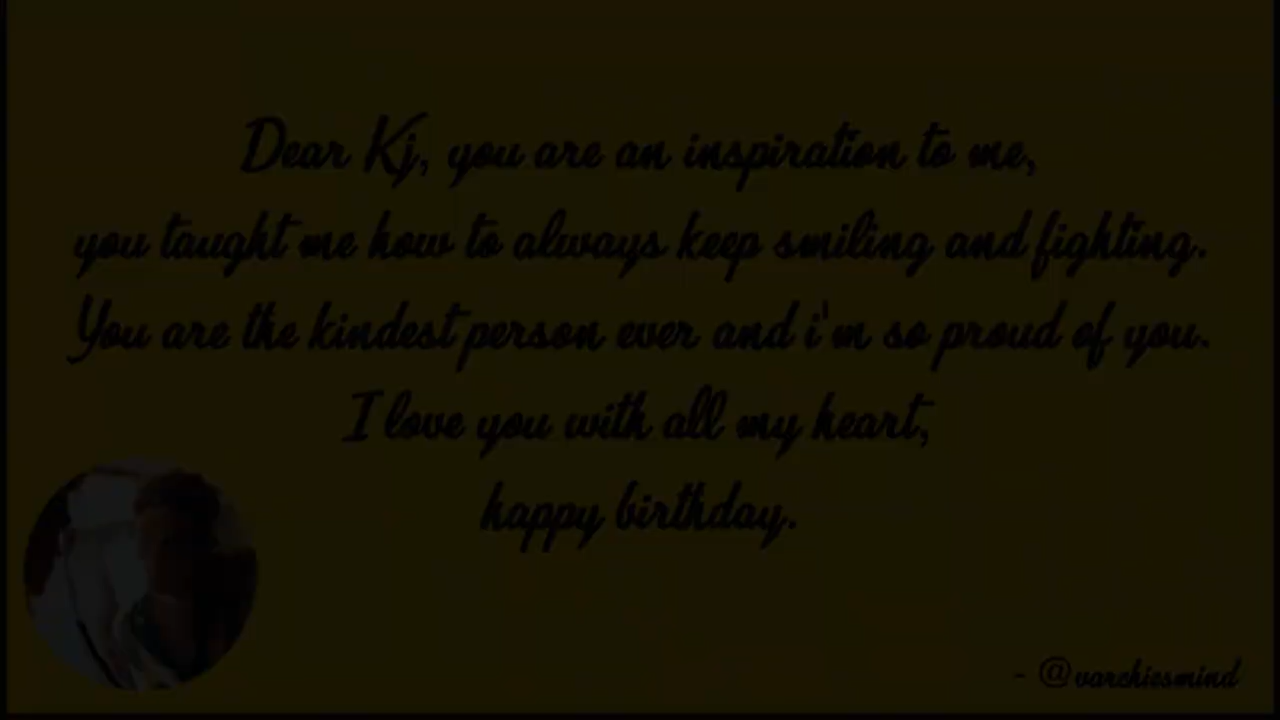 Dear Kj, you are an inspiration to me,
you taught me how to always keep smiling and fighting.
You are the kindest person ever and i'm so proud of you.
I love you with all my heart,
happy birthday.
- @varchiesmind